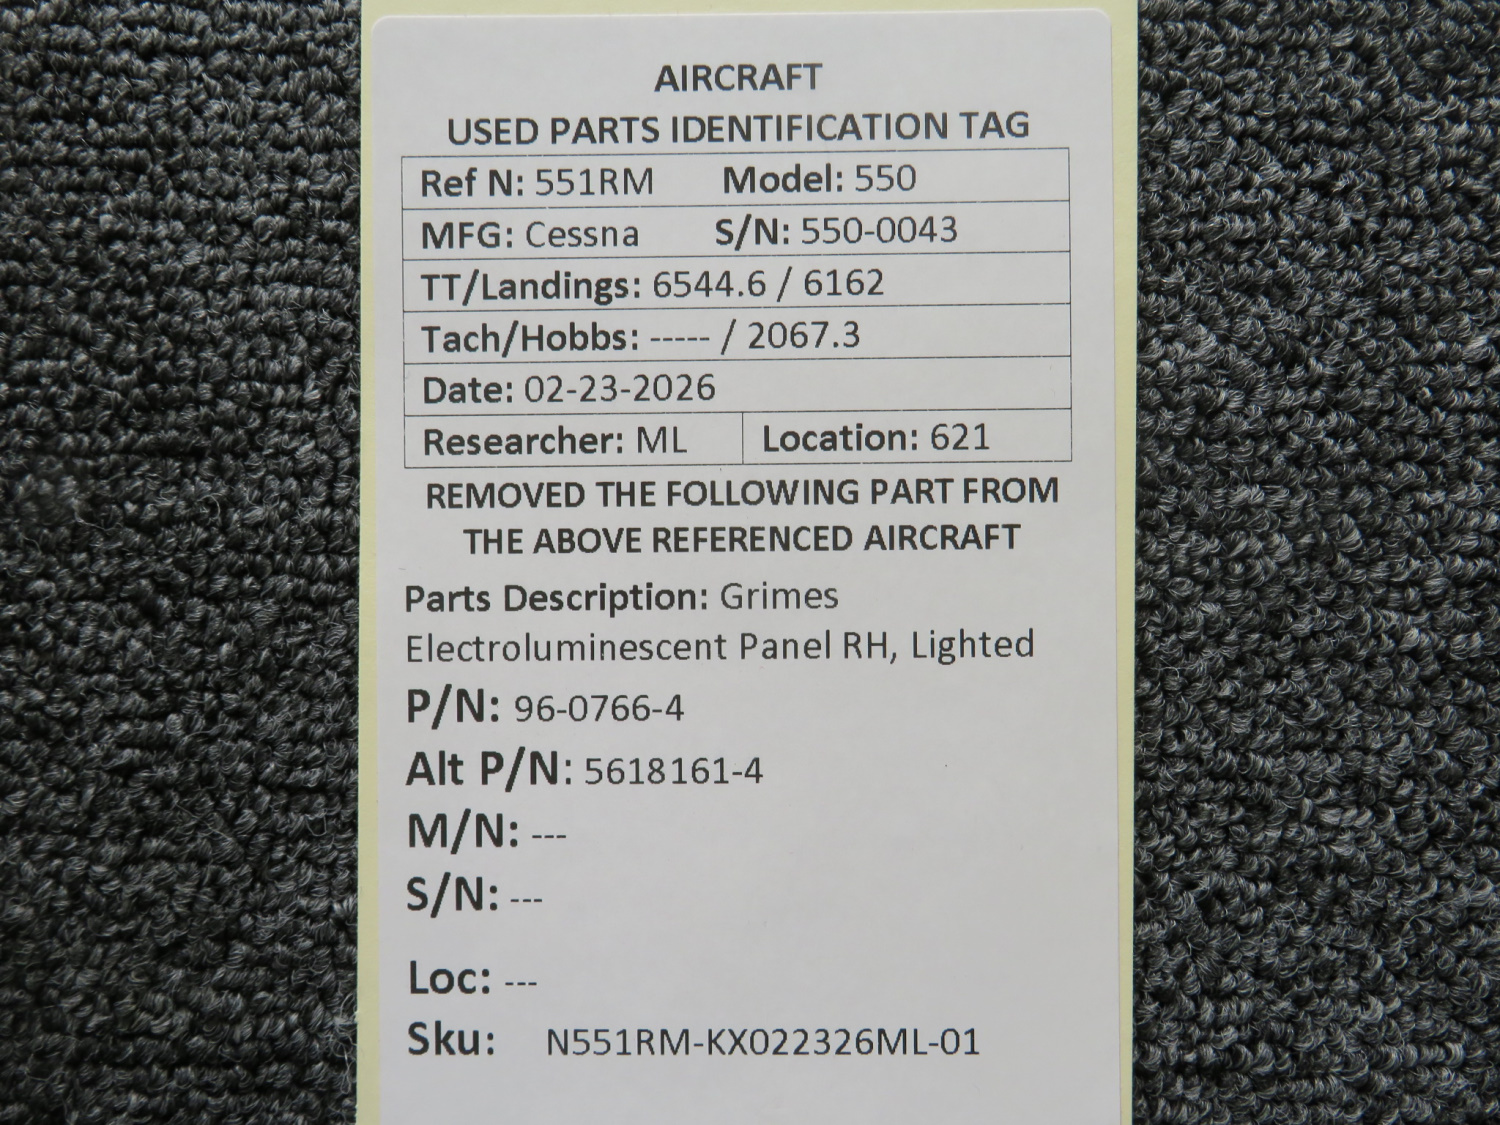 AIRCRAFT
USED PARTS IDENTIFICATION TAG
Ref N: 551RM Model: 550
MFG: Cessna S/N: 550-0043
TT/Landings: 6544.6 / 6162
Tach/Hobbs: ----- / 2067.3
Date: 02-23-2026
Researcher: ML Location: 621
REMOVED THE FOLLOWING PART FROM
THE ABOVE REFERENCED AIRCRAFT
Parts Description: Grimes
Electroluminescent Panel RH, Lighted
P/N: 96-0766-4
Alt P/N: 5618161-4
M/N: ---
S/N: ---
Loc: ---
Sku: N551RM-KX022326ML-01